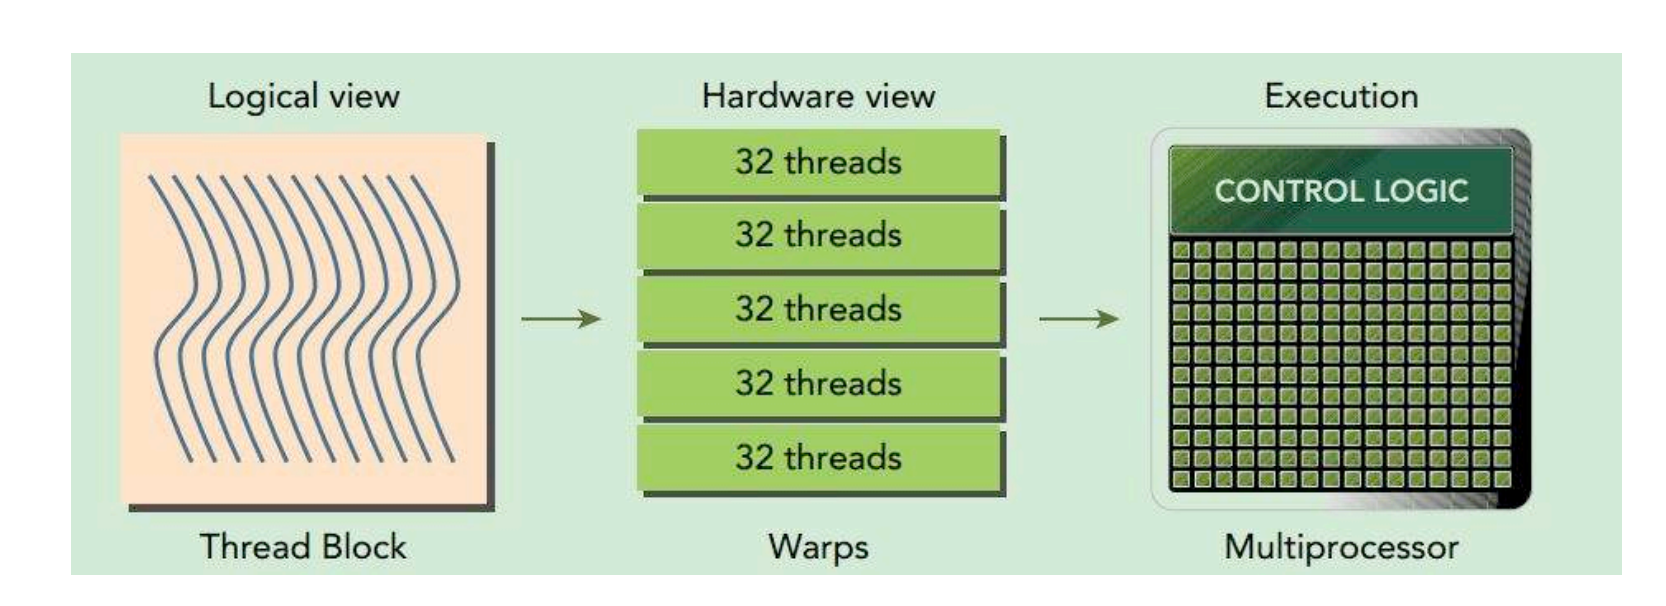 Logical view
Hardware view
Execution
32 threads
32 threads
32 threads
32 threads
32 threads
CONTROL LOGIC
Thread Block
Warps
Multiprocessor